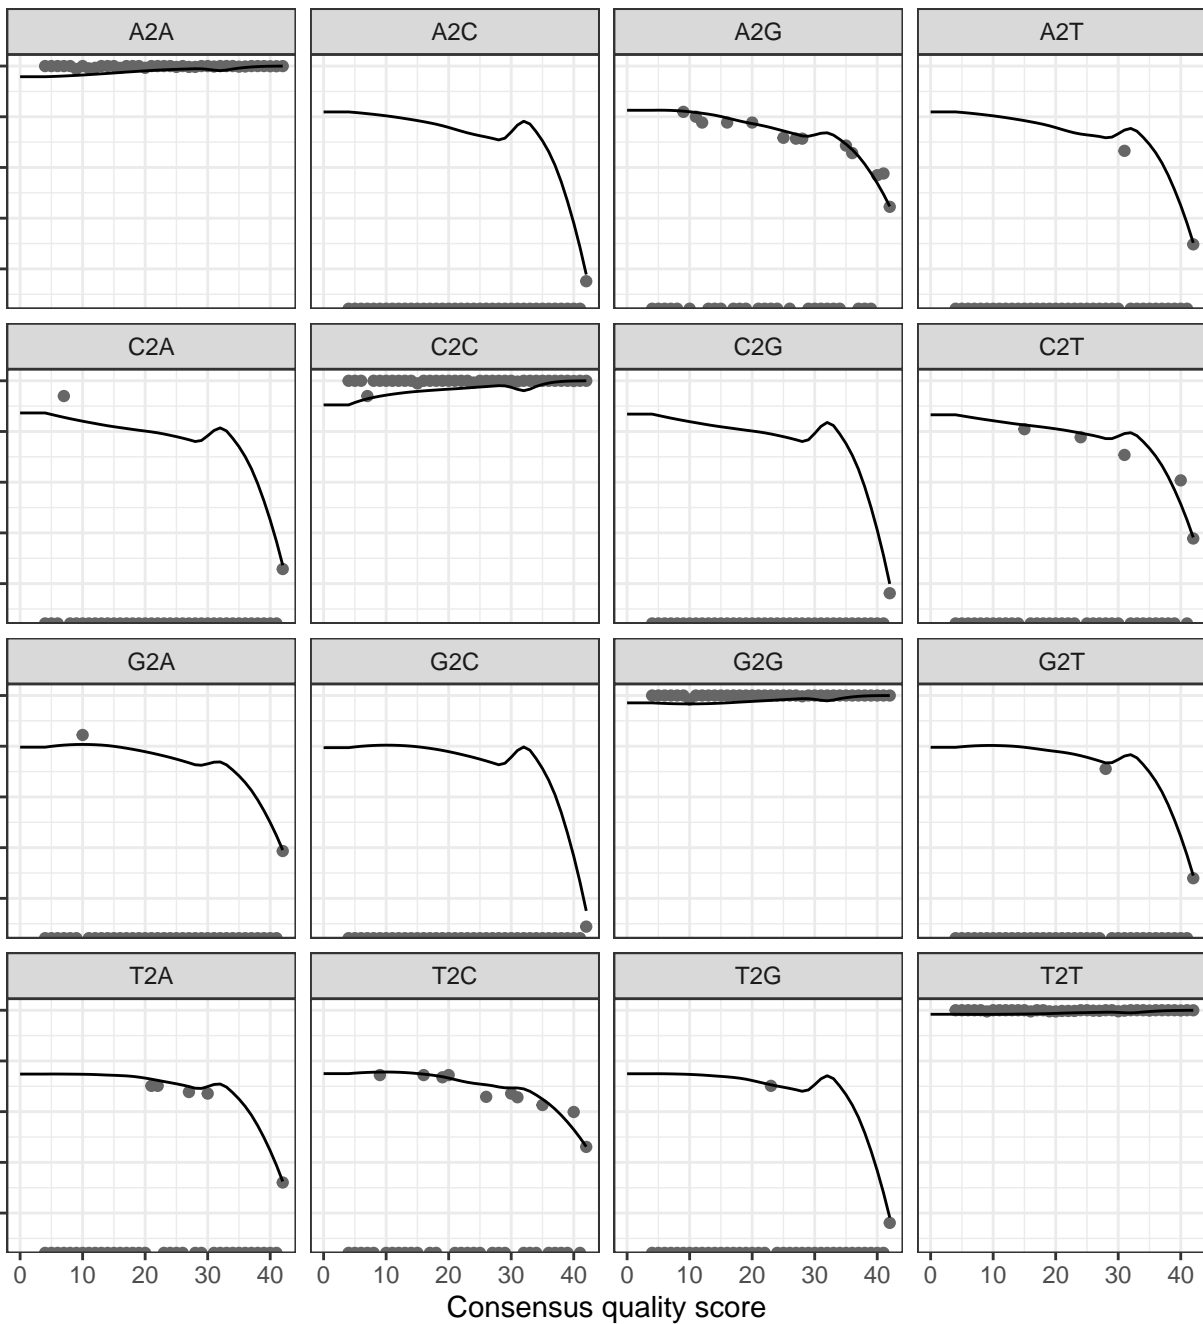 A2A A2C A2G A2T
C2A C2C C2G C2T
G2A G2C G2G G2T
T2A T2C T2G T2T
0 10 20 30 40 0 10 20 30 40 0 10 20 30 40 0 10 20 30 40
Consensus quality score